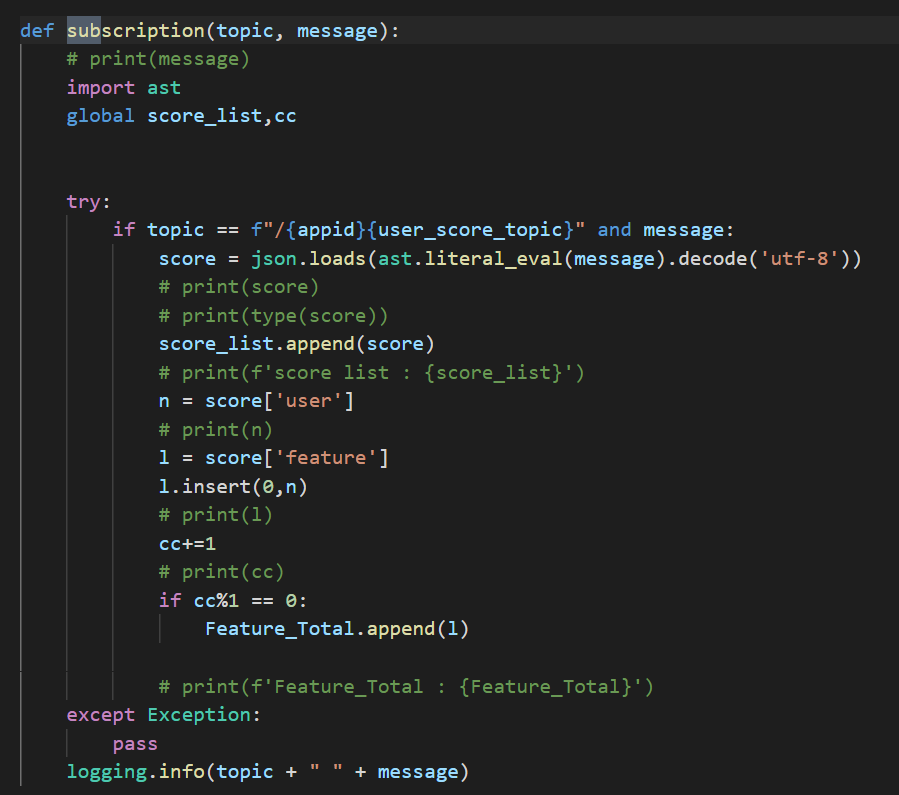 def subscription(topic, message):
    # print(message)
    import ast
    global score_list,cc
    try:
        if topic == f"/{appid}{user_score_topic}" and message:
            score = json.loads(ast.literal_eval(message).decode('utf-8'))
            # print(score)
            # print(type(score))
            score_list.append(score)
            # print(f'score list : {score_list}')
            n = score['user']
            # print(n)
            l = score['feature']
            l.insert(0,n)
            # print(l)
            cc+=1
            # print(cc)
            if cc%1 == 0:
                Feature_Total.append(l)
            # print(f'Feature_Total : {Feature_Total}')
    except Exception:
        pass
    logging.info(topic + " " + message)